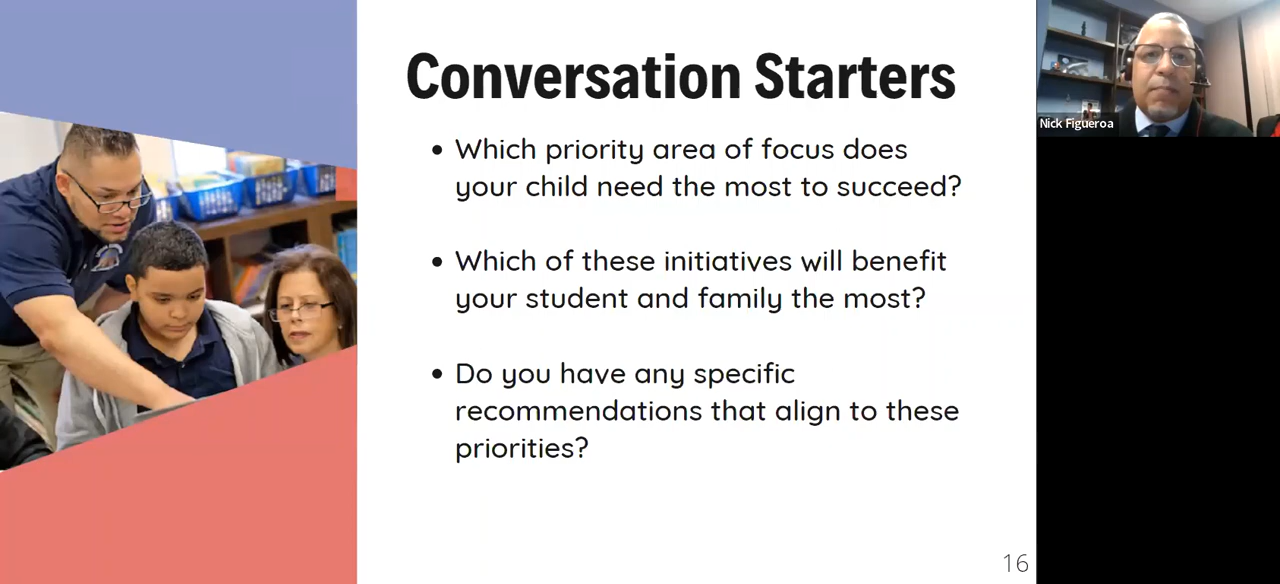 Conversation Starters
• Which priority area of focus does
your child need the most to succeed?
• Which of these initiatives will benefit
your student and family the most?
• Do you have any specific
recommendations that align to these
priorities?
16
Nick Figueroa